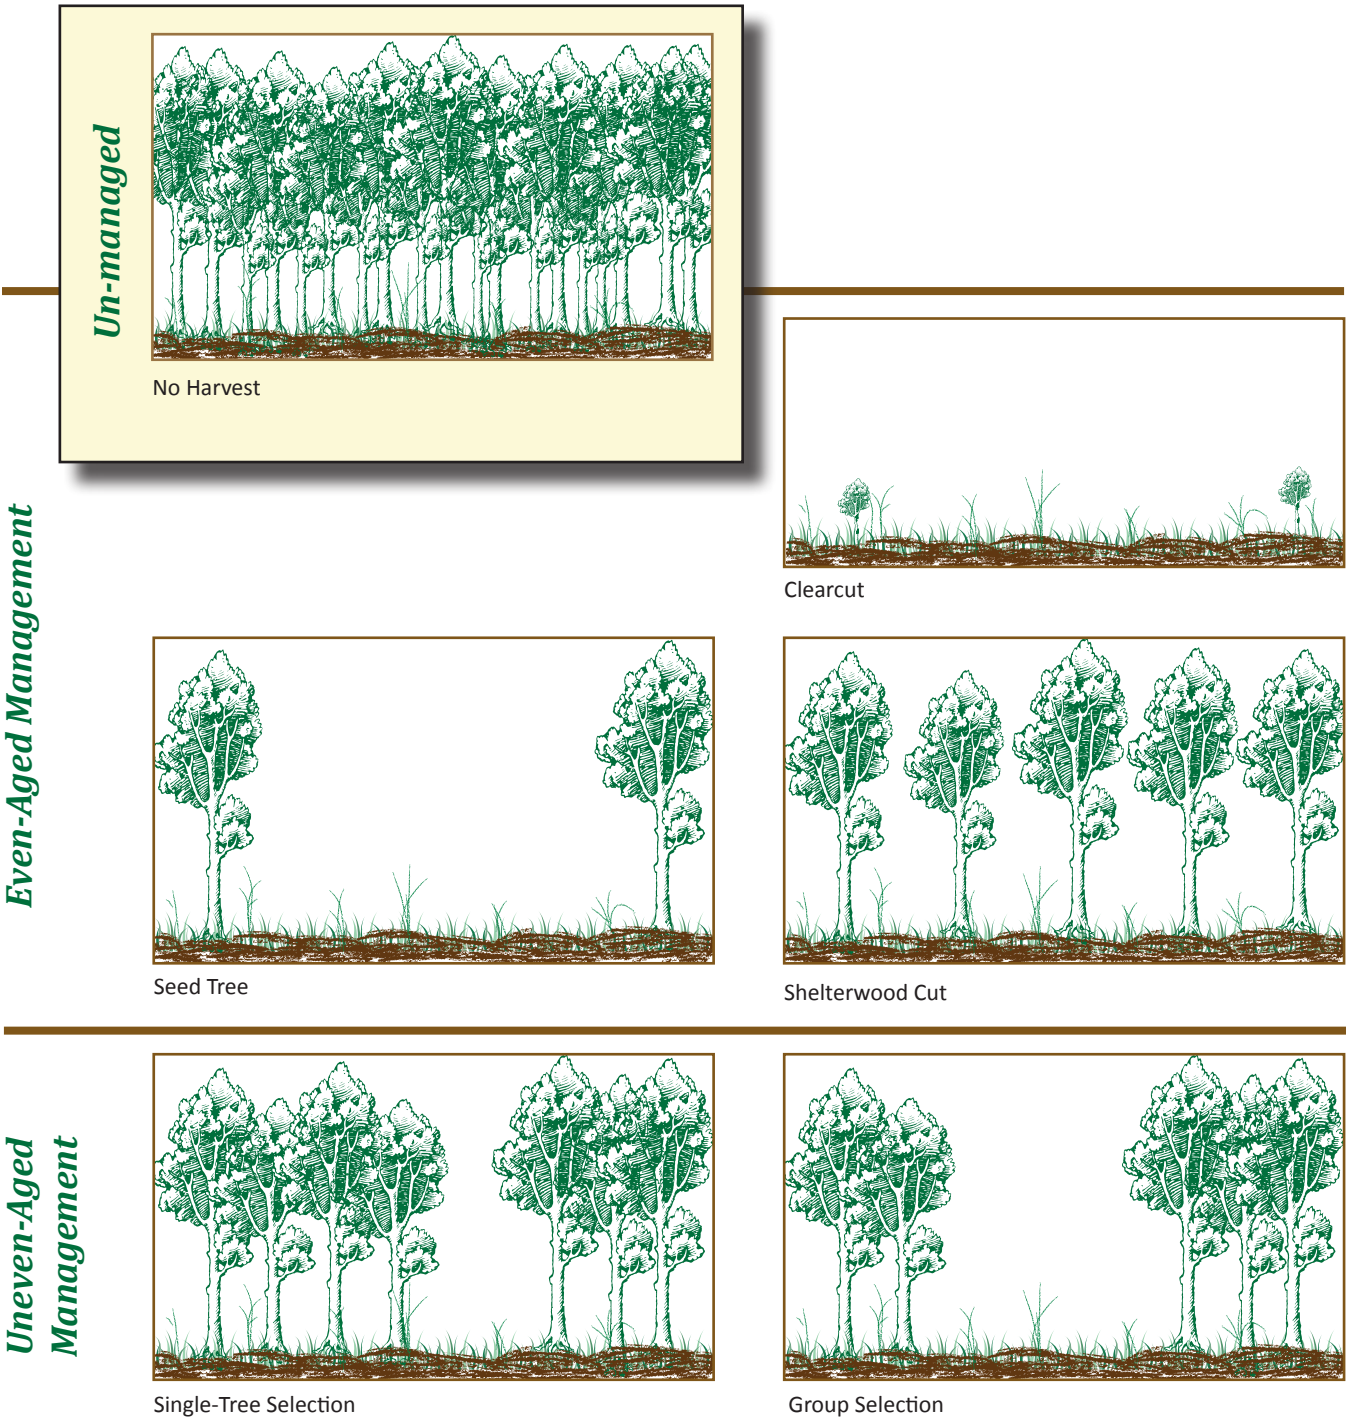 Un-managed
No Harvest
Even-Aged Management
Clearcut
Seed Tree
Shelterwood Cut
Uneven-Aged
Management
Single-Tree Selection
Group Selection